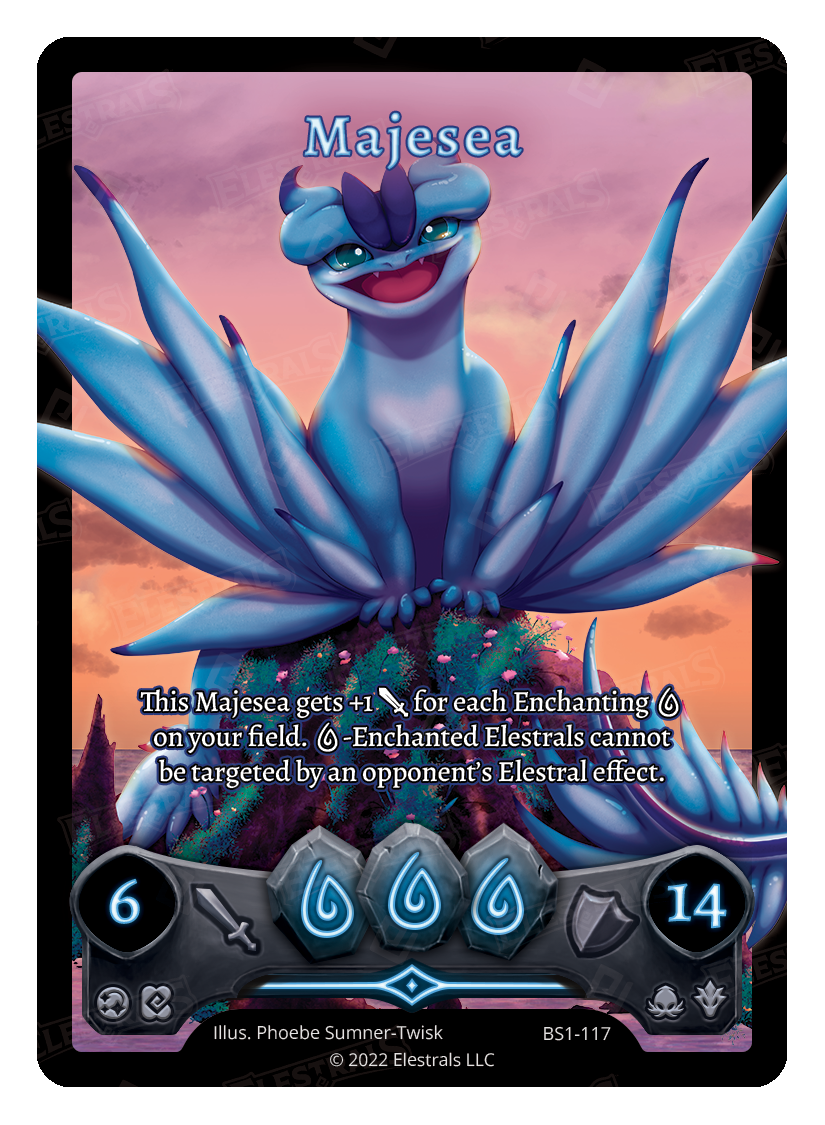 Majesea
This Majesea gets +1 for each Enchanting
on your field. -Enchanted Elestrals cannot
be targeted by an opponent's Elestral effect.
6
14
Illus. Phoebe Sumner-Twisk
BS1-117
© 2022 Elestrals LLC
ELESTRALS